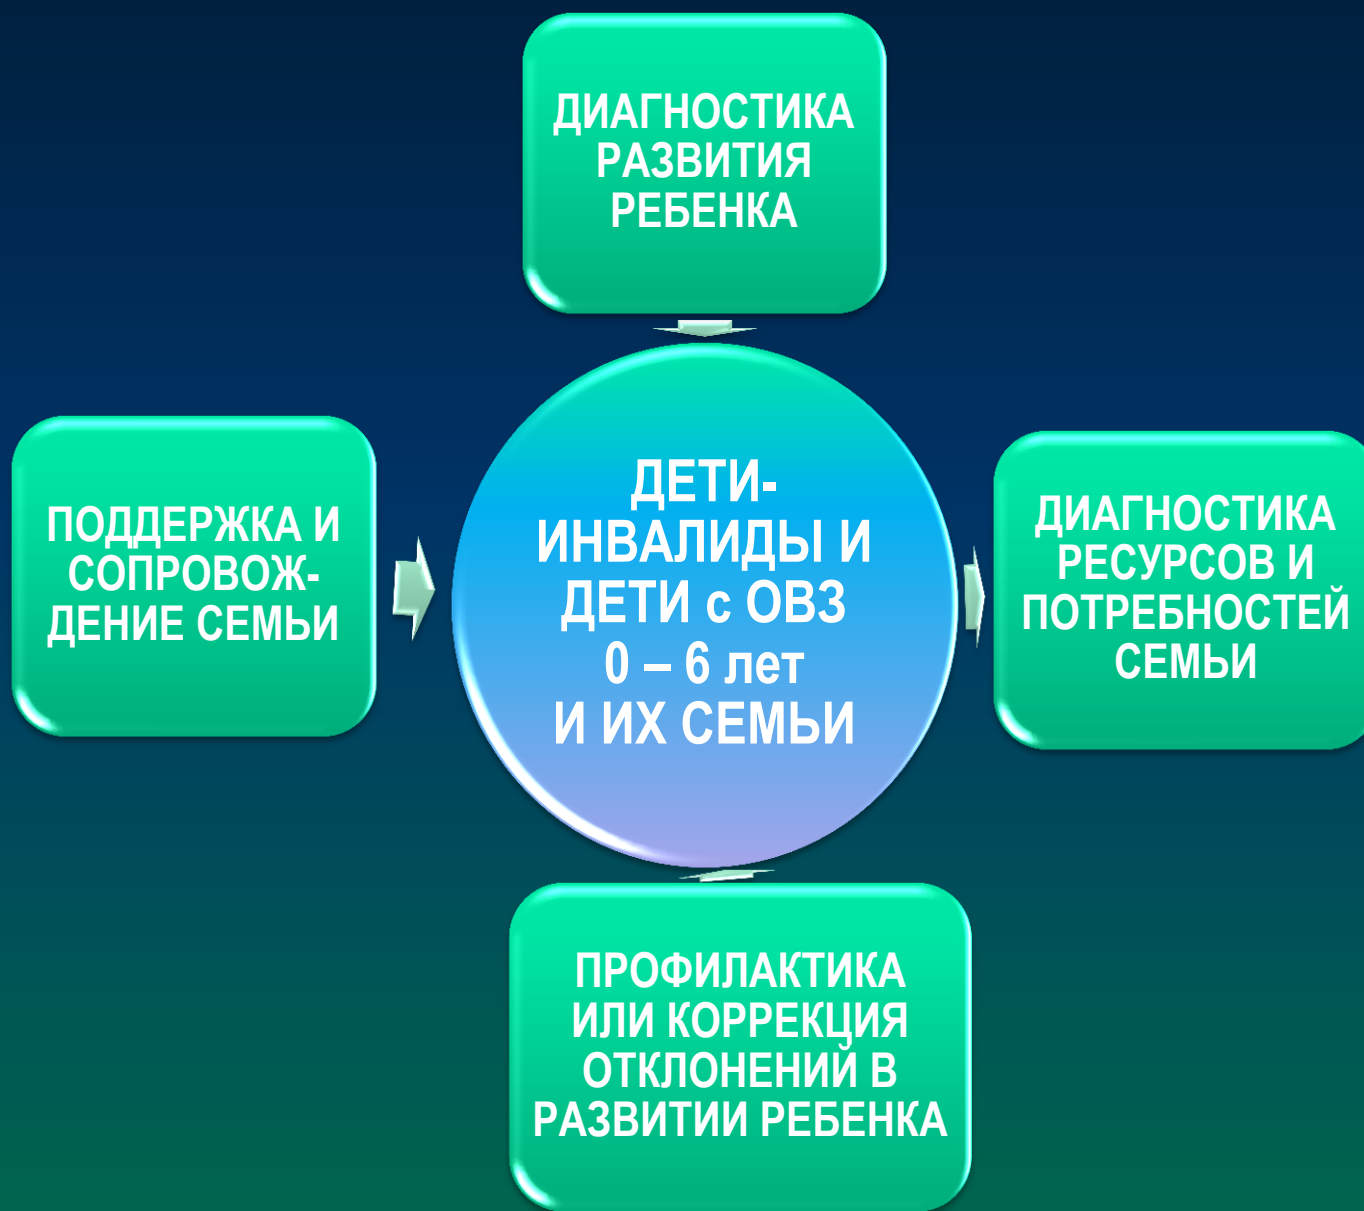 ДИАГНОСТИКА
РАЗВИТИЯ
РЕБЕНКА
ПОДДЕРЖКА И
СОПРОВОЖ-
ДЕНИЕ СЕМЬИ
ДЕТИ-
ИНВАЛИДЫ И
ДЕТИ с ОВЗ
0 – 6 лет
И ИХ СЕМЬИ
ДИАГНОСТИКА
РЕСУРСОВ И
ПОТРЕБНОСТЕЙ
СЕМЬИ
ПРОФИЛАКТИКА
ИЛИ КОРРЕКЦИЯ
ОТКЛОНЕНИЙ В
РАЗВИТИИ РЕБЕНКА